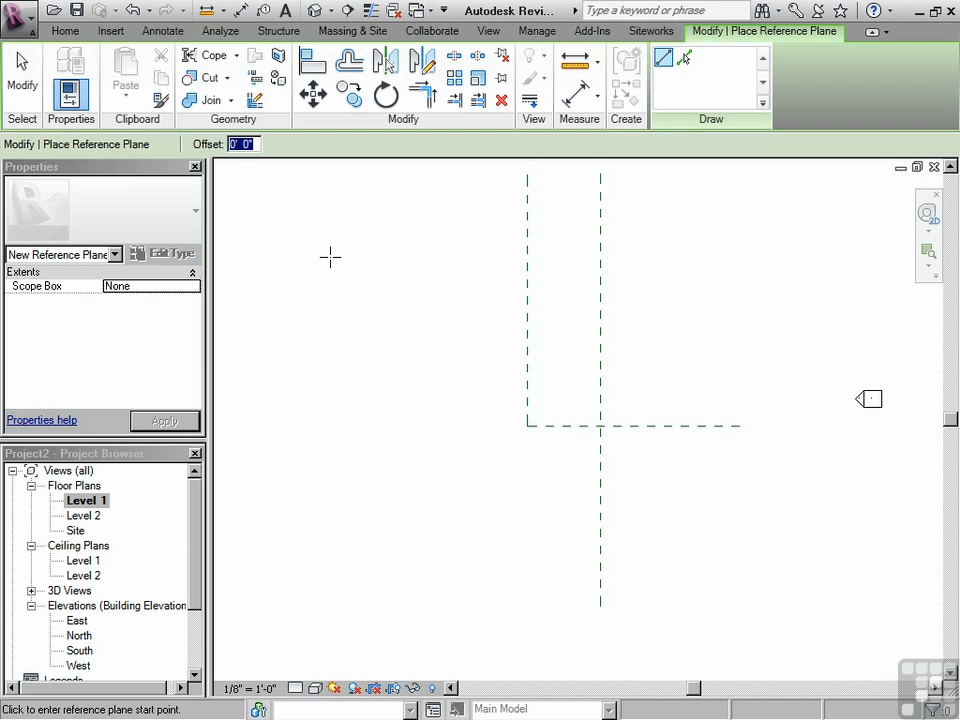 Autodesk Revi...
Type a keyword or phrase
Home Insert Annotate Analyze Structure Massing & Site Collaborate View Manage Add-Ins Siteworks Modify | Place Reference Plane
Modify
Paste
Cope
Cut
Join
Select Properties Clipboard Geometry Modify View Measure Create Draw
Modify | Place Reference Plane Offset: 0' 0"
Properties
New Reference Plane Edit Type
Extents
Scope Box None
Properties help Apply
Project2 - Project Browser
Views (all)
Floor Plans
Level 1
Level 2
Site
Ceiling Plans
Level 1
Level 2
3D Views
Elevations (Building Elevation
East
North
South
West
2D
1/8" = 1'-0"
Click to enter reference plane start point.
Main Model
:0